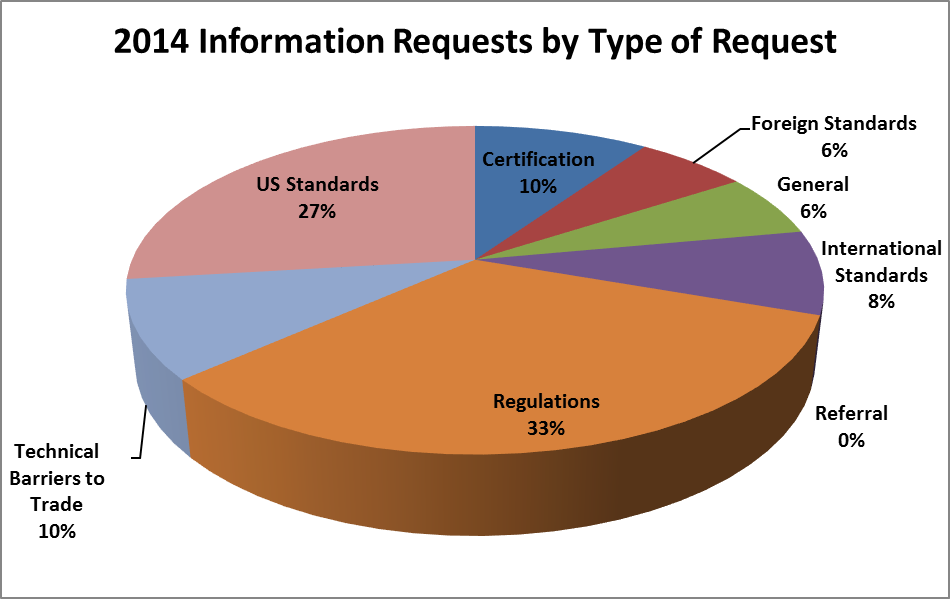 2014 Information Requests by Type of Request
Foreign Standards
6%
Certification
10%
US Standards
27%
General
6%
International
Standards
8%
Regulations
33%
Referral
0%
Technical
Barriers to
Trade
10%